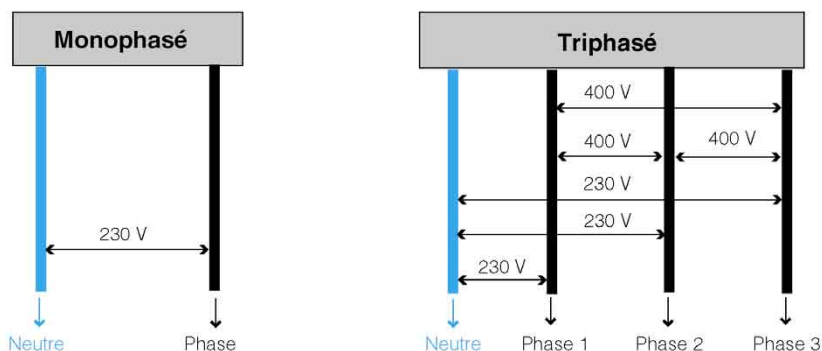 Monophasé
230 V
Neutre
Phase
Triphasé
400 V
400 V
400 V
230 V
230 V
230 V
Neutre
Phase 1
Phase 2
Phase 3